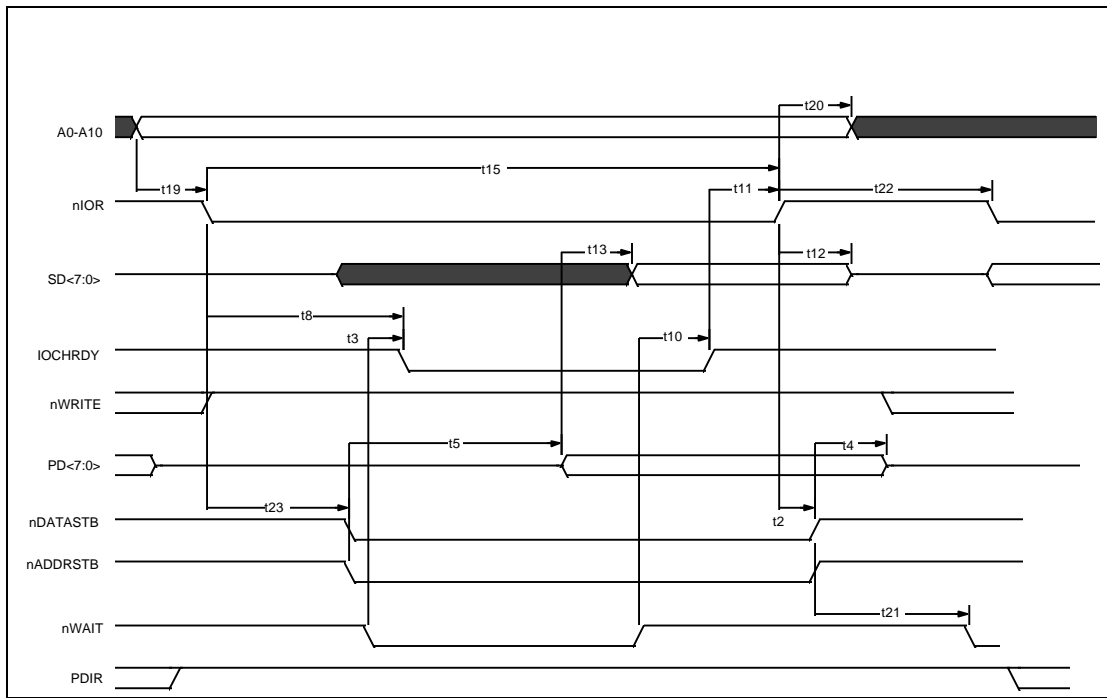 t20
A0-A10
t15
t19
t11
t22
nIOR
t13
t12
SD<7:0>
t8
t3
t10
IOCHRDY
nWRITE
t5
t4
PD<7:0>
t23
t2
nDATASTB
nADDRSTB
t21
nWAIT
PDIR